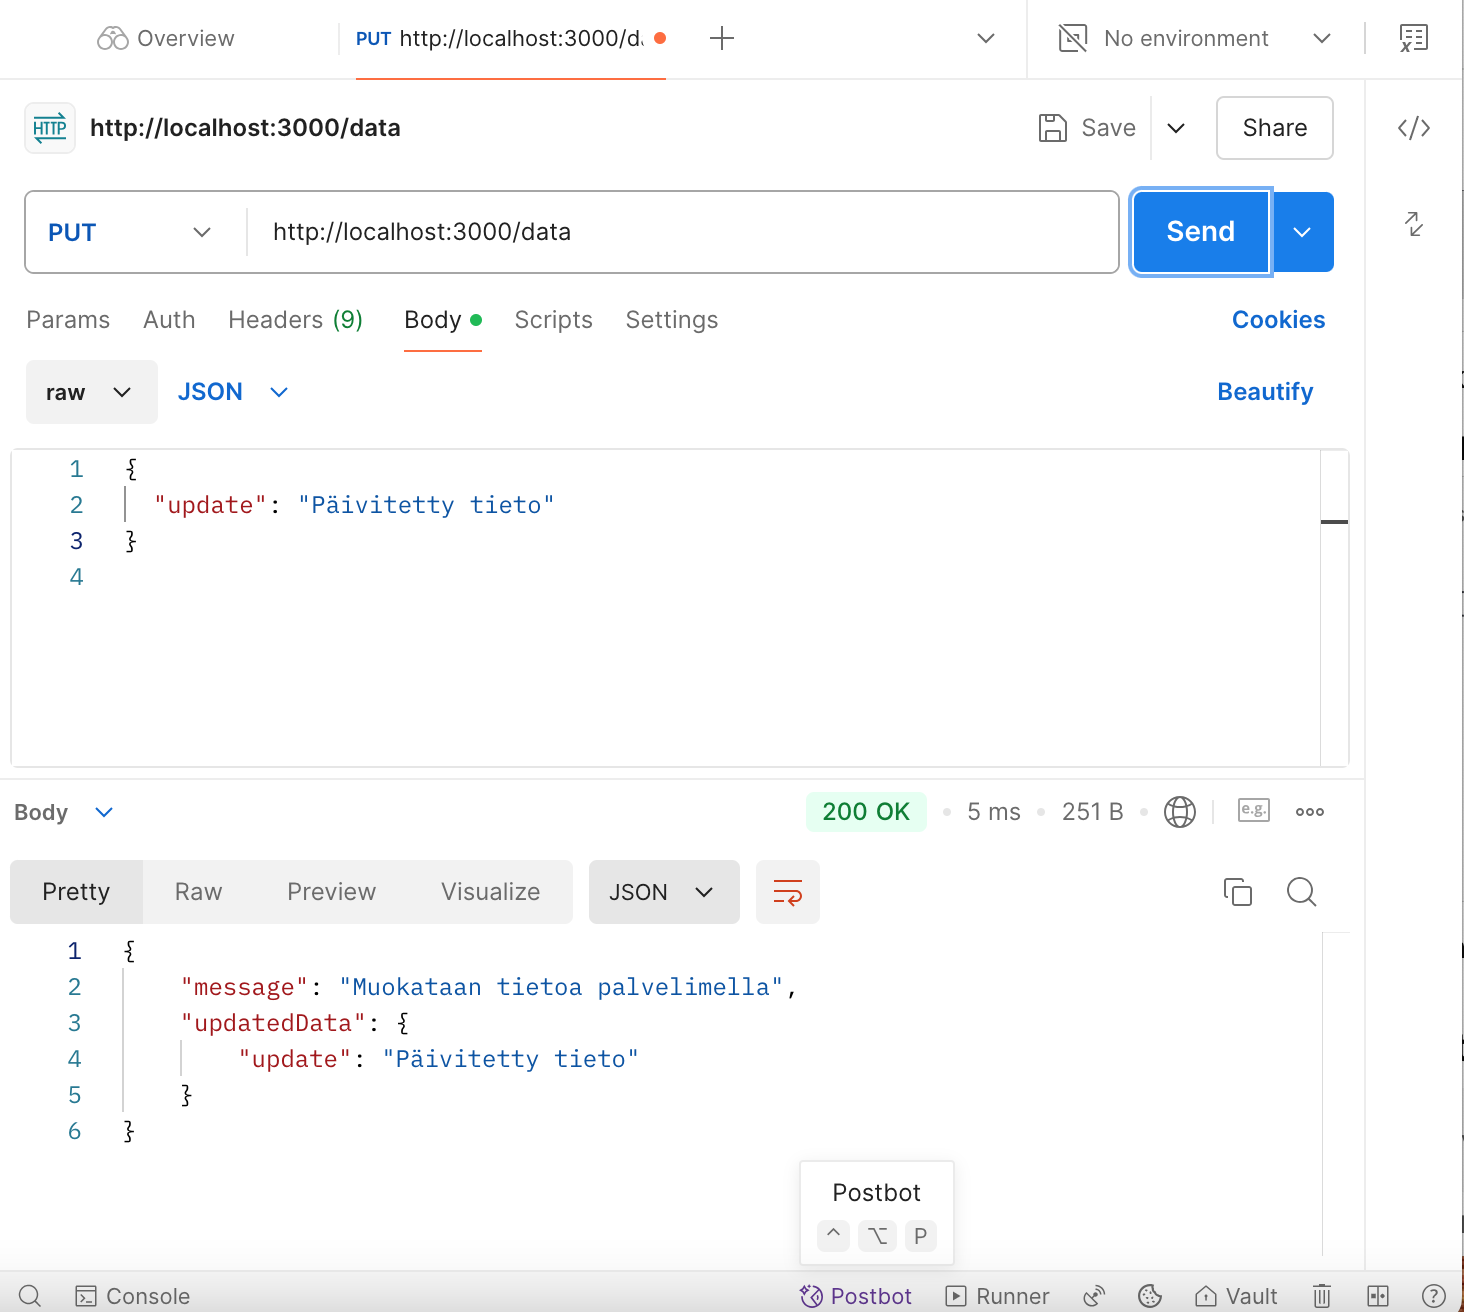 Overview
PUT http://localhost:3000/d
No environment
HTTP http://localhost:3000/data
Save
Share
PUT
http://localhost:3000/data
Send
Params Auth Headers (9) Body Scripts Settings Cookies
raw JSON Beautify
1 {
2 "update": "Päivitetty tieto"
3 }
4
Body 200 OK 5 ms 251 B e.g.
Pretty Raw Preview Visualize JSON
1 {
2 "message": "Muokataan tietoa palvelimella",
3 "updatedData": {
4 "update": "Päivitetty tieto"
5 }
6 }
Postbot
^ ⌥ P
Console Postbot Runner Vault